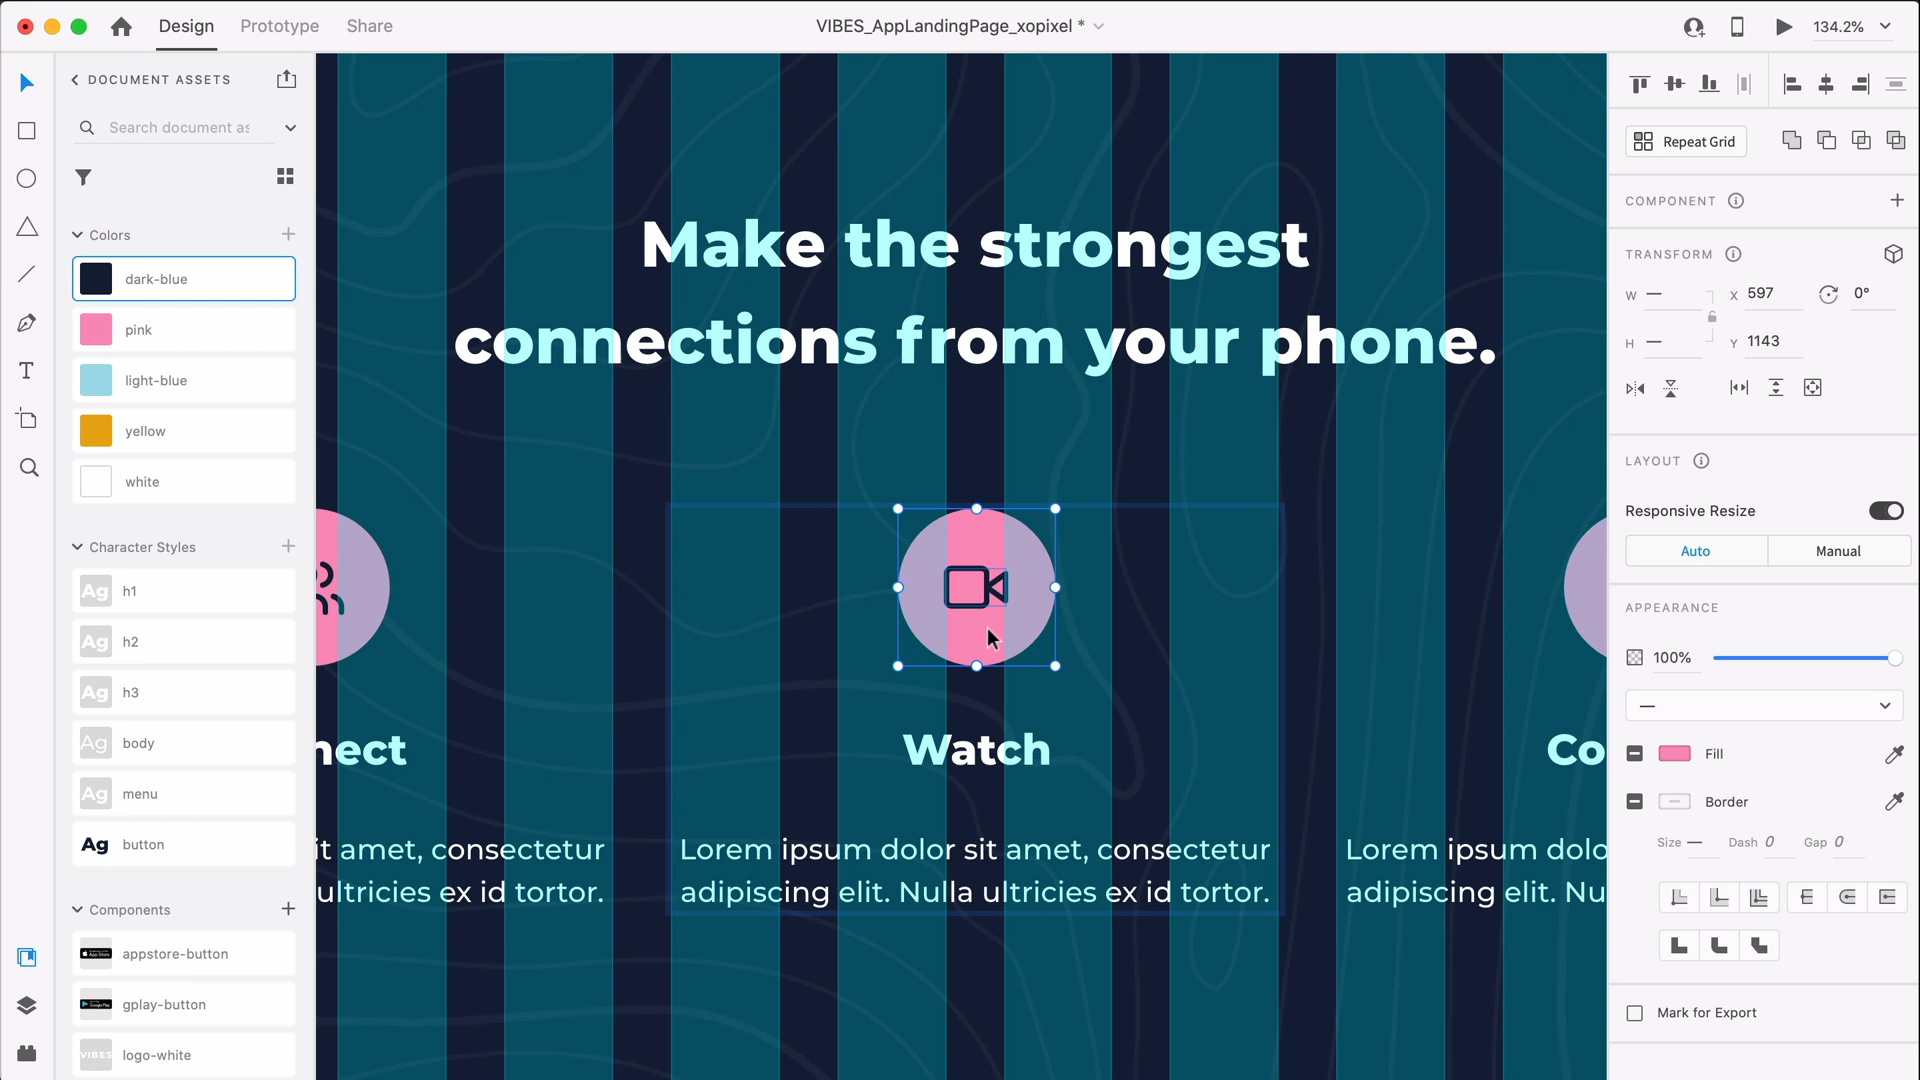 Design
Prototype
Share
VIBES_AppLandingPage_xopixel *
134.2%
DOCUMENT ASSETS
Search document as
Colors
dark-blue
pink
light-blue
yellow
white
Character Styles
Ag h1
Ag h2
Ag h3
Ag body
Ag menu
Ag button
Components
appstore-button
gplay-button
VIBES logo-white
Make the strongest
connections from your phone.
nect
it amet, consectetur
ultricies ex id tortor.
Watch
Lorem ipsum dolor sit amet, consectetur
adipiscing elit. Nulla ultricies ex id tortor.
Co
Lorem ipsum dolo
adipiscing elit. Nu
Repeat Grid
COMPONENT
TRANSFORM
W — X 597 0°
H — Y 1143
LAYOUT
Responsive Resize
Auto
Manual
APPEARANCE
100%
—
Fill
Border
Size — Dash 0 Gap 0
Mark for Export